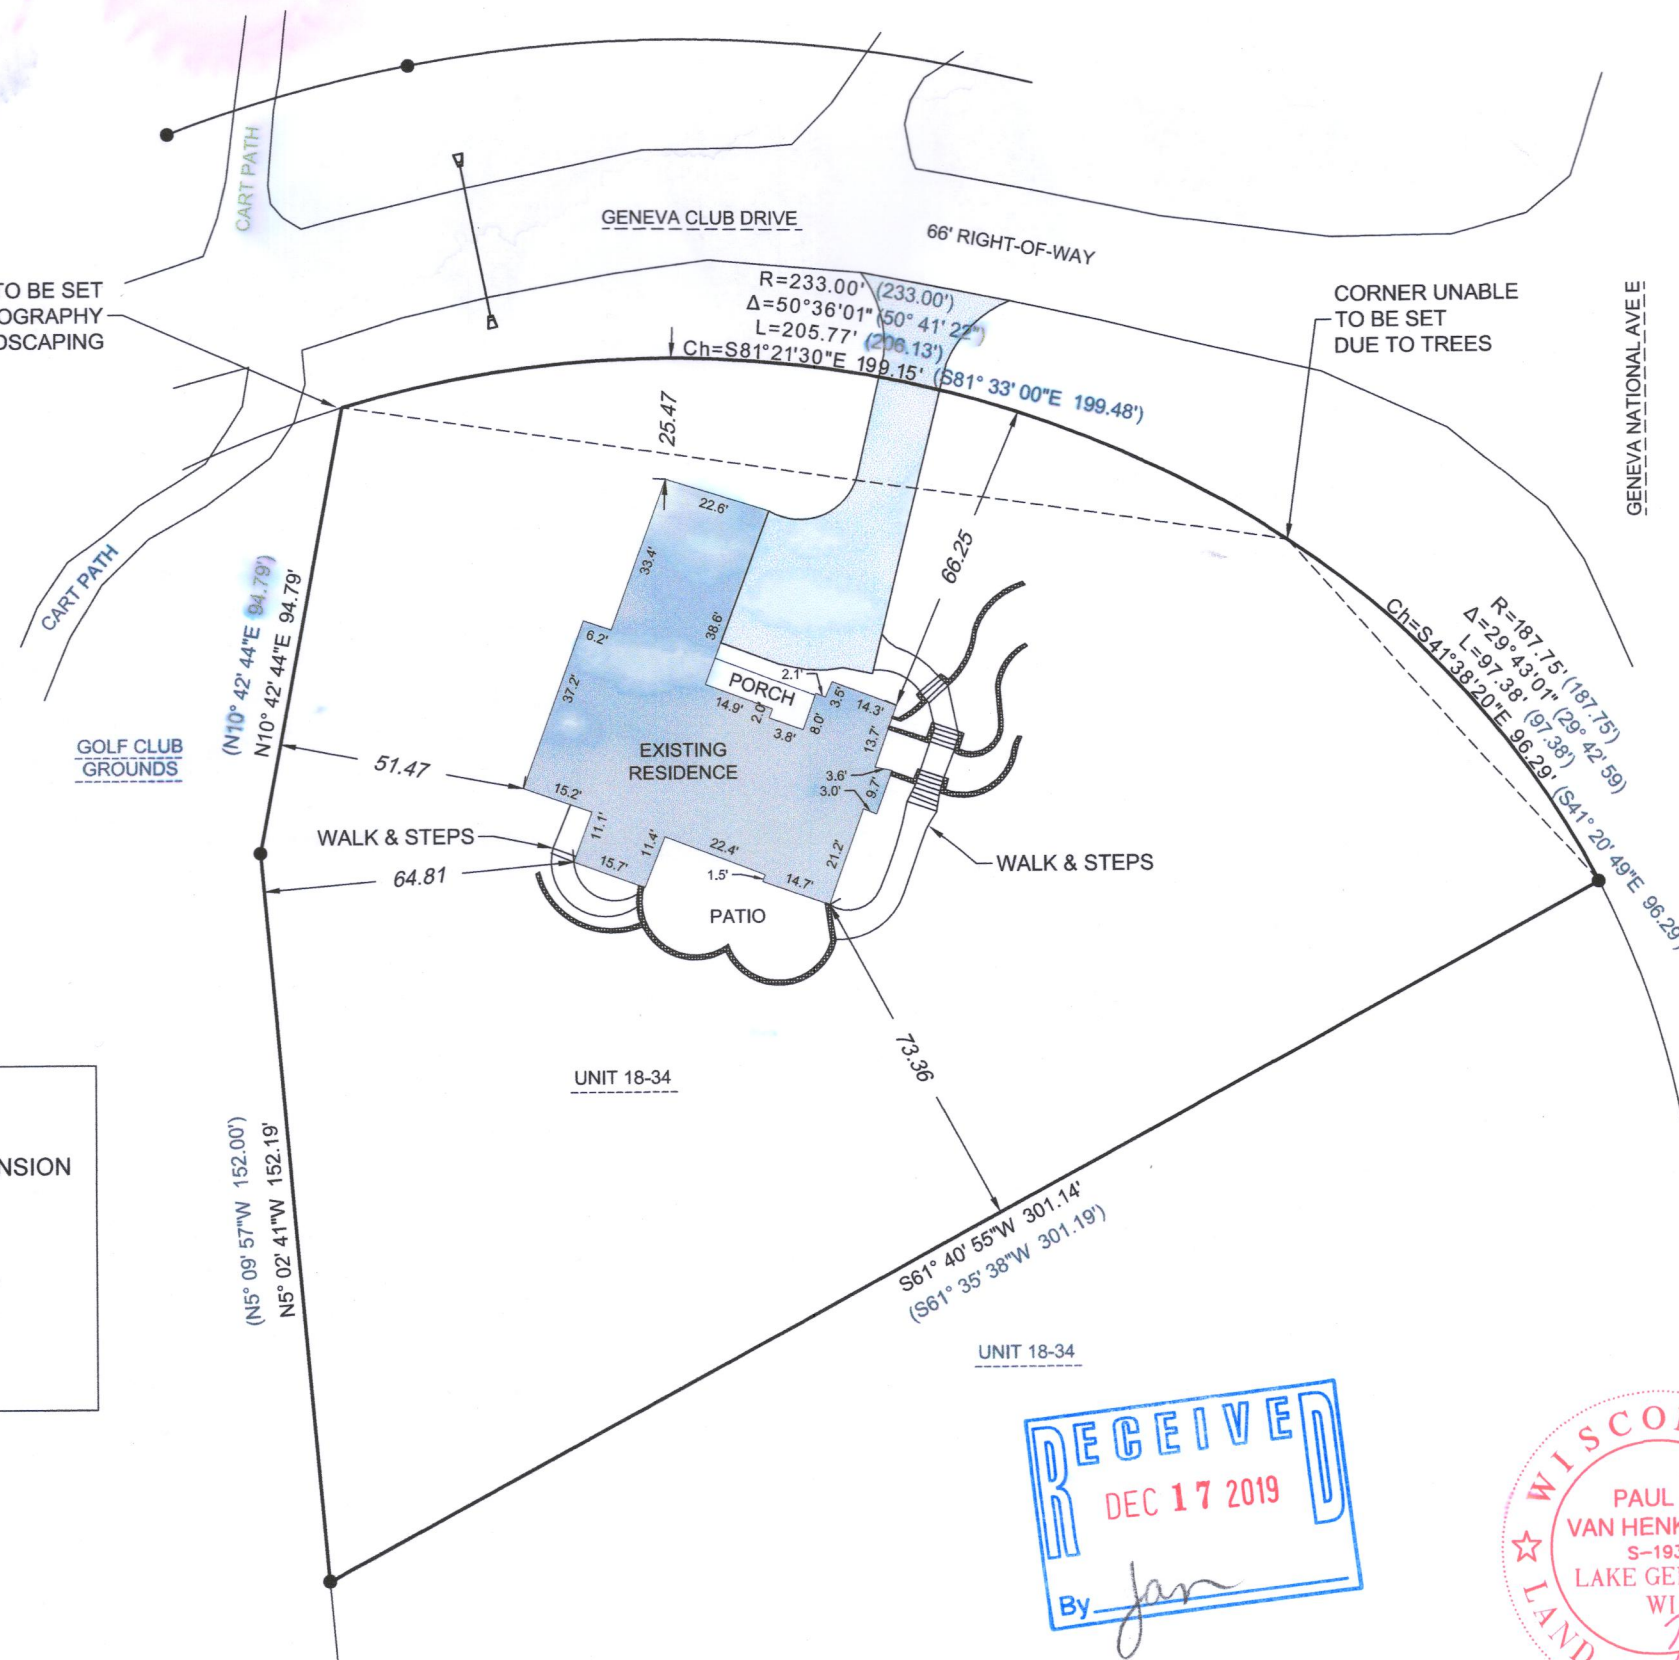 CART PATH
GENEVA CLUB DRIVE
66' RIGHT-OF-WAY
TO BE SET
OGRAPHY
DSCAPING
R=233.00' (233.00')
Δ=50°36'01" (50° 41' 22")
L=205.77' (206.13')
Ch=S81°21'30"E 199.15' (S81° 33' 00"E 199.48')
CORNER UNABLE
TO BE SET
DUE TO TREES
GENEVA NATIONAL AVE E
25.47
66.25
CART PATH
(N10° 42' 44"E 94.79')
N10° 42' 44"E 94.79'
R=187.75' (187.75')
Δ=29°43'01" (29° 42' 59)
L=97.38' (97.38')
Ch=S41°38'20"E 96.29' (S41° 20' 49"E 96.29')
22.6'
33.4'
38.6'
6.2'
37.2'
PORCH
2.1'
3.5'
14.3'
14.9'
2.0'
3.8'
8.0'
13.7'
GOLF CLUB
GROUNDS
51.47
EXISTING
RESIDENCE
3.6'
3.0'
9.7'
15.2'
11.1'
WALK & STEPS
64.81
15.7'
11.4'
22.4'
1.5'
14.7'
21.2'
WALK & STEPS
PATIO
73.36
UNIT 18-34
NSION
(N5° 09' 57"W 152.00')
N5° 02' 41"W 152.19'
S61° 40' 55"W 301.14'
(S61° 35' 38"W 301.19')
UNIT 18-34
RECEIVED
DEC 17 2019
By Jan
WISCO
PAUL
VAN HENK
S-193
LAKE GE
WI
LAND